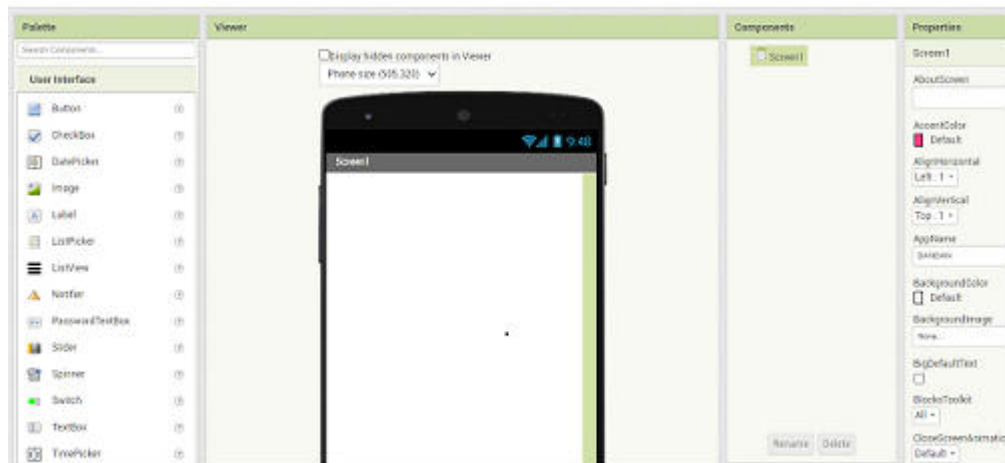 Palette
Search Components...
User Interface
Button
CheckBox
DatePicker
Image
Label
ListPicker
ListView
Notifier
PasswordTextBox
Slider
Spinner
Switch
TextBox
TimePicker
Viewer
Display hidden components in Viewer
Phone size (505,320)
9:48
Screen1
Components
Screen1
Rename Delete
Properties
Screen1
AboutScreen
AccentColor
Default
AlignHorizontal
Left : 1
AlignVertical
Top : 1
AppName
BackgroundColor
Default
BackgroundImage
None...
BigDefaultText
BlocksToolkit
All
CloseScreenAnimatio
Default